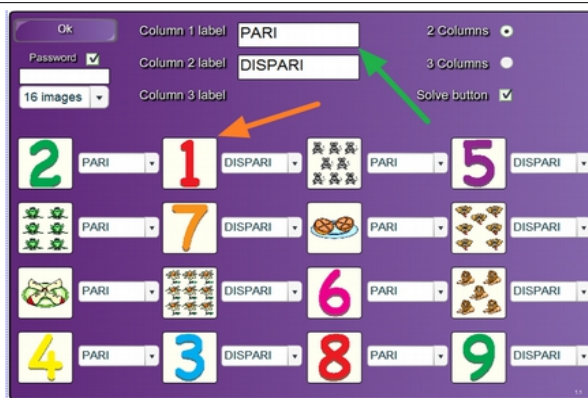 Ok
Column 1 label PARI 2 Columns
Password
Column 2 label DISPARI 3 Columns
16 images Column 3 label Solve button
2 PARI 1 DISPARI PARI 5 DISPARI
PARI 7 DISPARI PARI DISPARI
PARI DISPARI 6 PARI DISPARI
4 PARI 3 DISPARI 8 PARI 9 DISPARI